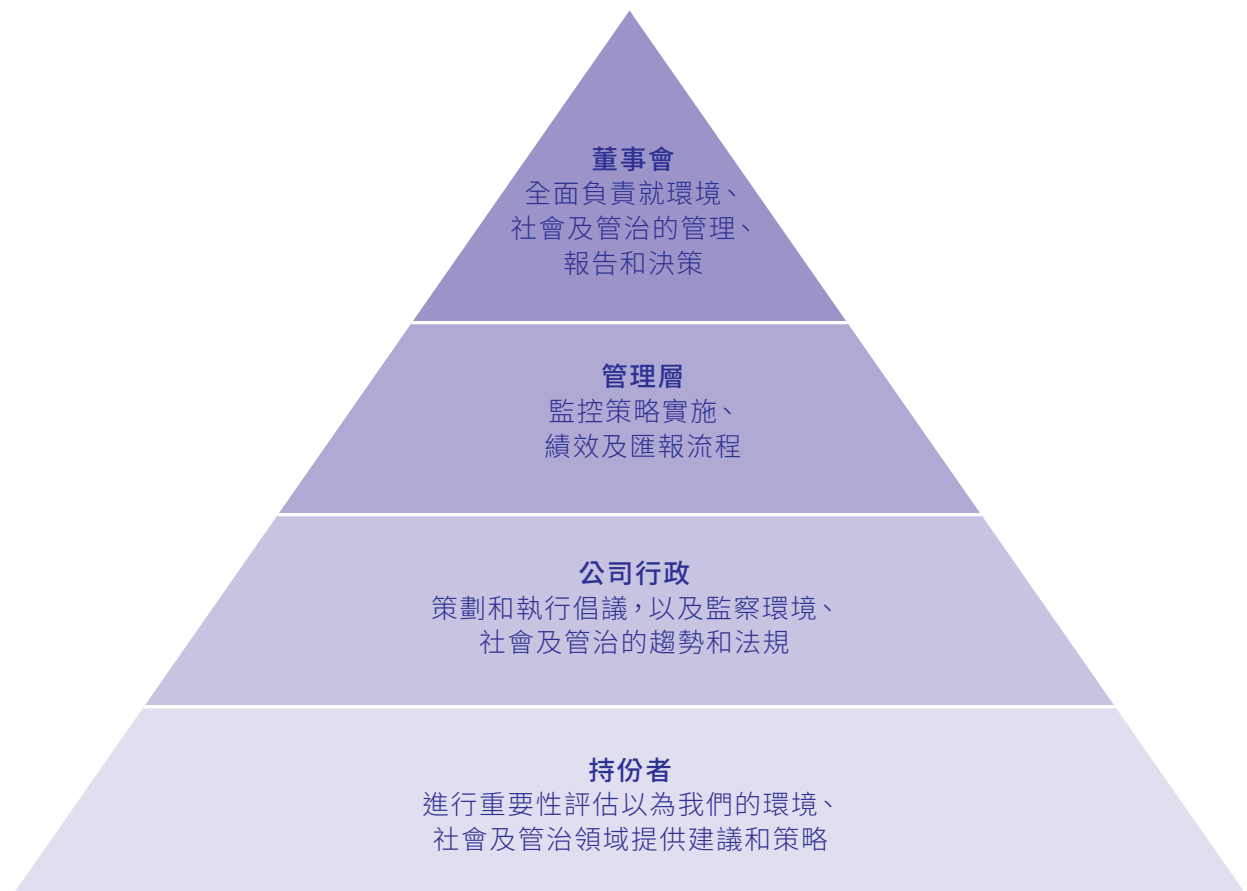 董事會
全面負責就環境、
社會及管治的管理、
報告和決策
管理層
監控策略實施、
績效及匯報流程
公司行政
策劃和執行倡議，以及監察環境、
社會及管治的趨勢和法規
持份者
進行重要性評估以為我們的環境、
社會及管治領域提供建議和策略